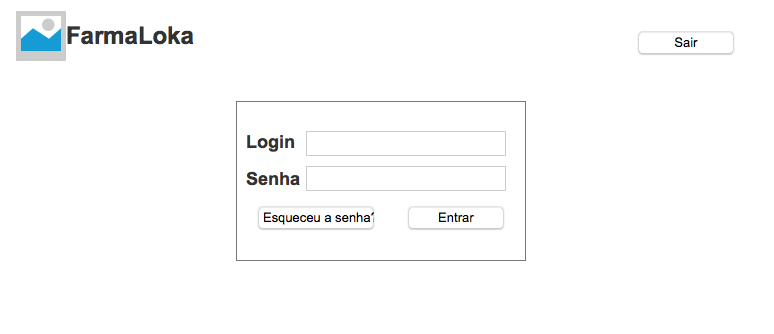 FarmaLoka
Sair
Login
Senha
Esqueceu a senha?
Entrar